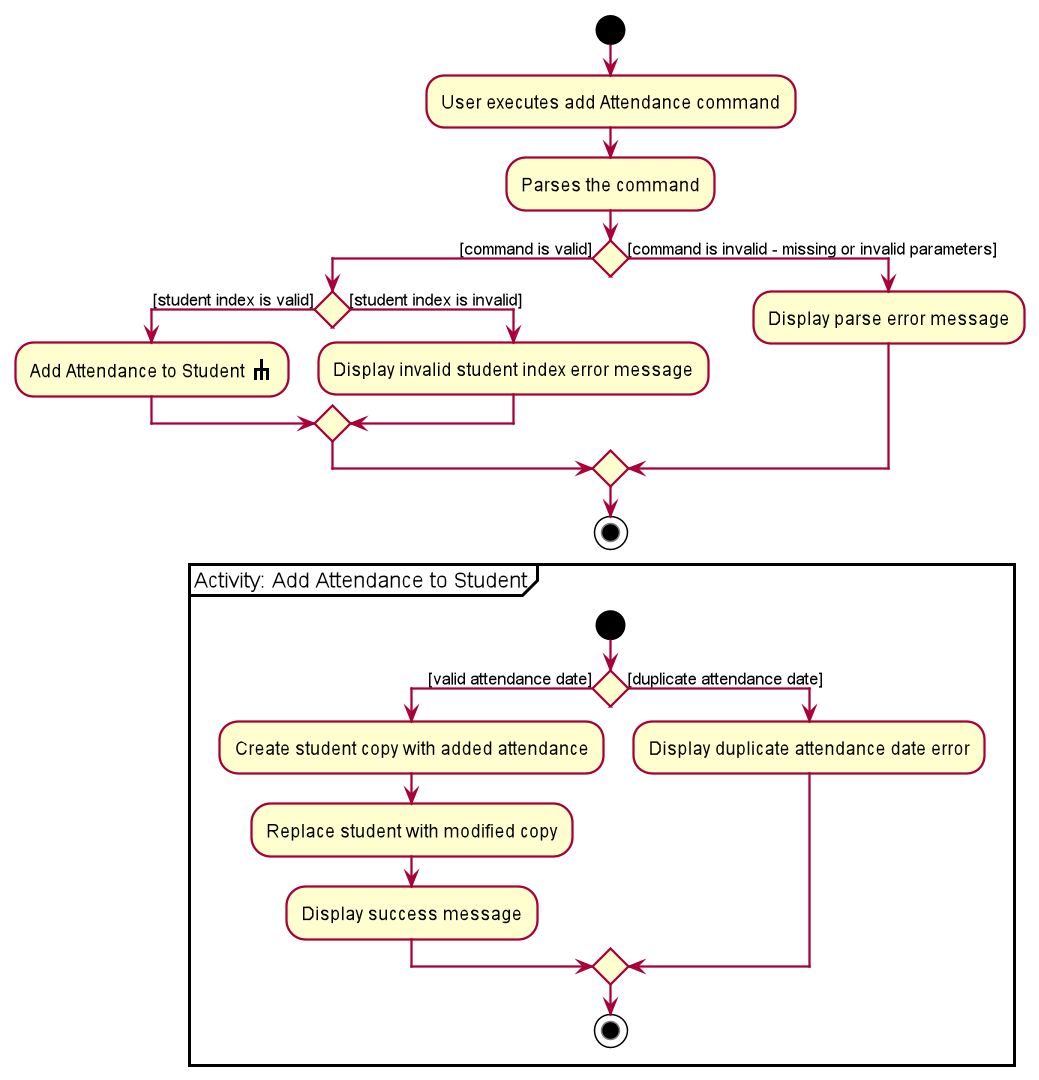 User executes add Attendance command
Parses the command
[command is valid]
[command is invalid - missing or invalid parameters]
[student index is valid]
[student index is invalid]
Display parse error message
Add Attendance to Student
Display invalid student index error message
Activity: Add Attendance to Student
[valid attendance date]
[duplicate attendance date]
Create student copy with added attendance
Display duplicate attendance date error
Replace student with modified copy
Display success message